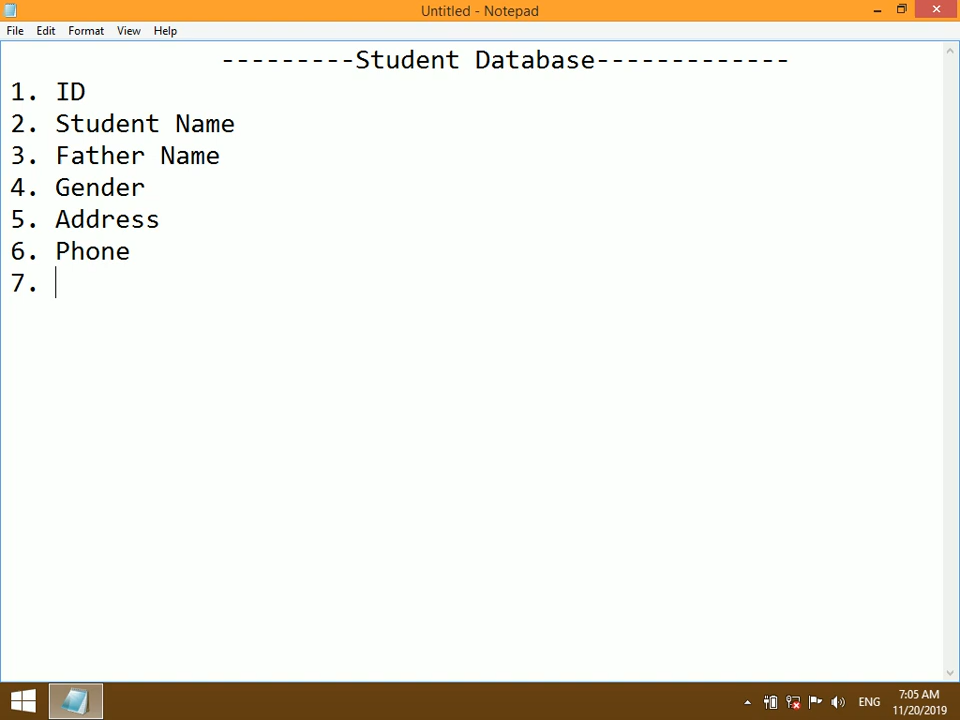 Untitled - Notepad
File Edit Format View Help
---------Student Database-------------
1. ID
2. Student Name
3. Father Name
4. Gender
5. Address
6. Phone
7.
ENG
7:05 AM
11/20/2019